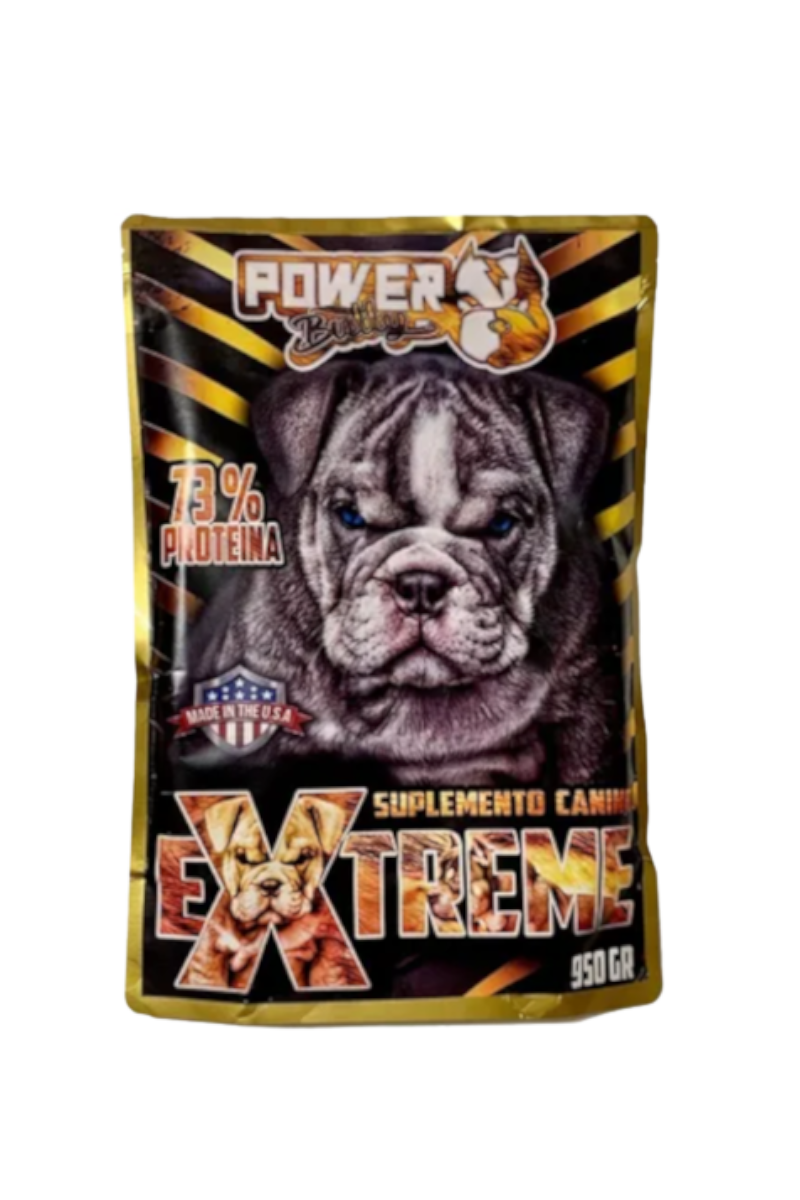 POWER
Bully
73%
PROTEINA
MADE IN THE U.S.A
SUPLEMENTO CANINO
EXTREME
950 GR